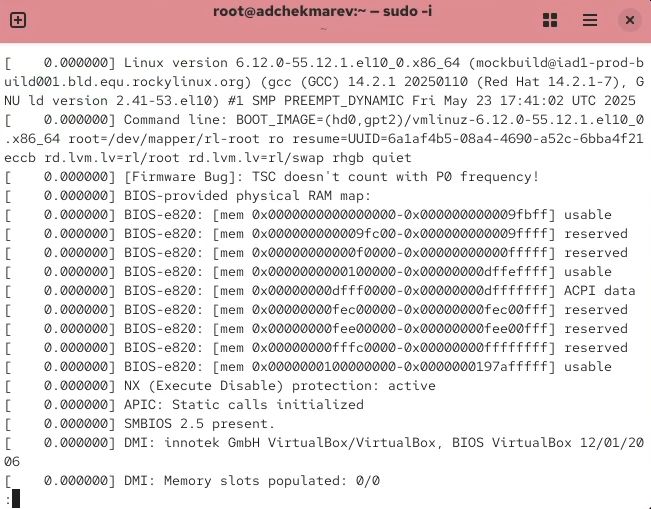 root@adchekmarev:~ — sudo -i
~
[    0.000000] Linux version 6.12.0-55.12.1.el10_0.x86_64 (mockbuild@iad1-prod-b
uild001.bld.equ.rockylinux.org) (gcc (GCC) 14.2.1 20250110 (Red Hat 14.2.1-7), G
NU ld version 2.41-53.el10) #1 SMP PREEMPT_DYNAMIC Fri May 23 17:41:02 UTC 2025
[    0.000000] Command line: BOOT_IMAGE=(hd0,gpt2)/vmlinuz-6.12.0-55.12.1.el10_0
.x86_64 root=/dev/mapper/rl-root ro resume=UUID=6a1af4b5-08a4-4690-a52c-6bba4f21
eccb rd.lvm.lv=rl/root rd.lvm.lv=rl/swap rhgb quiet
[    0.000000] [Firmware Bug]: TSC doesn't count with P0 frequency!
[    0.000000] BIOS-provided physical RAM map:
[    0.000000] BIOS-e820: [mem 0x0000000000000000-0x000000000009fbff] usable
[    0.000000] BIOS-e820: [mem 0x000000000009fc00-0x000000000009ffff] reserved
[    0.000000] BIOS-e820: [mem 0x00000000000f0000-0x00000000000fffff] reserved
[    0.000000] BIOS-e820: [mem 0x0000000000100000-0x00000000dffeffff] usable
[    0.000000] BIOS-e820: [mem 0x00000000dfff0000-0x00000000dfffffff] ACPI data
[    0.000000] BIOS-e820: [mem 0x00000000fec00000-0x00000000fec00fff] reserved
[    0.000000] BIOS-e820: [mem 0x00000000fee00000-0x00000000fee00fff] reserved
[    0.000000] BIOS-e820: [mem 0x00000000fffc0000-0x00000000ffffffff] reserved
[    0.000000] BIOS-e820: [mem 0x0000000100000000-0x0000000197afffff] usable
[    0.000000] NX (Execute Disable) protection: active
[    0.000000] APIC: Static calls initialized
[    0.000000] SMBIOS 2.5 present.
[    0.000000] DMI: innotek GmbH VirtualBox/VirtualBox, BIOS VirtualBox 12/01/20
06
[    0.000000] DMI: Memory slots populated: 0/0
: